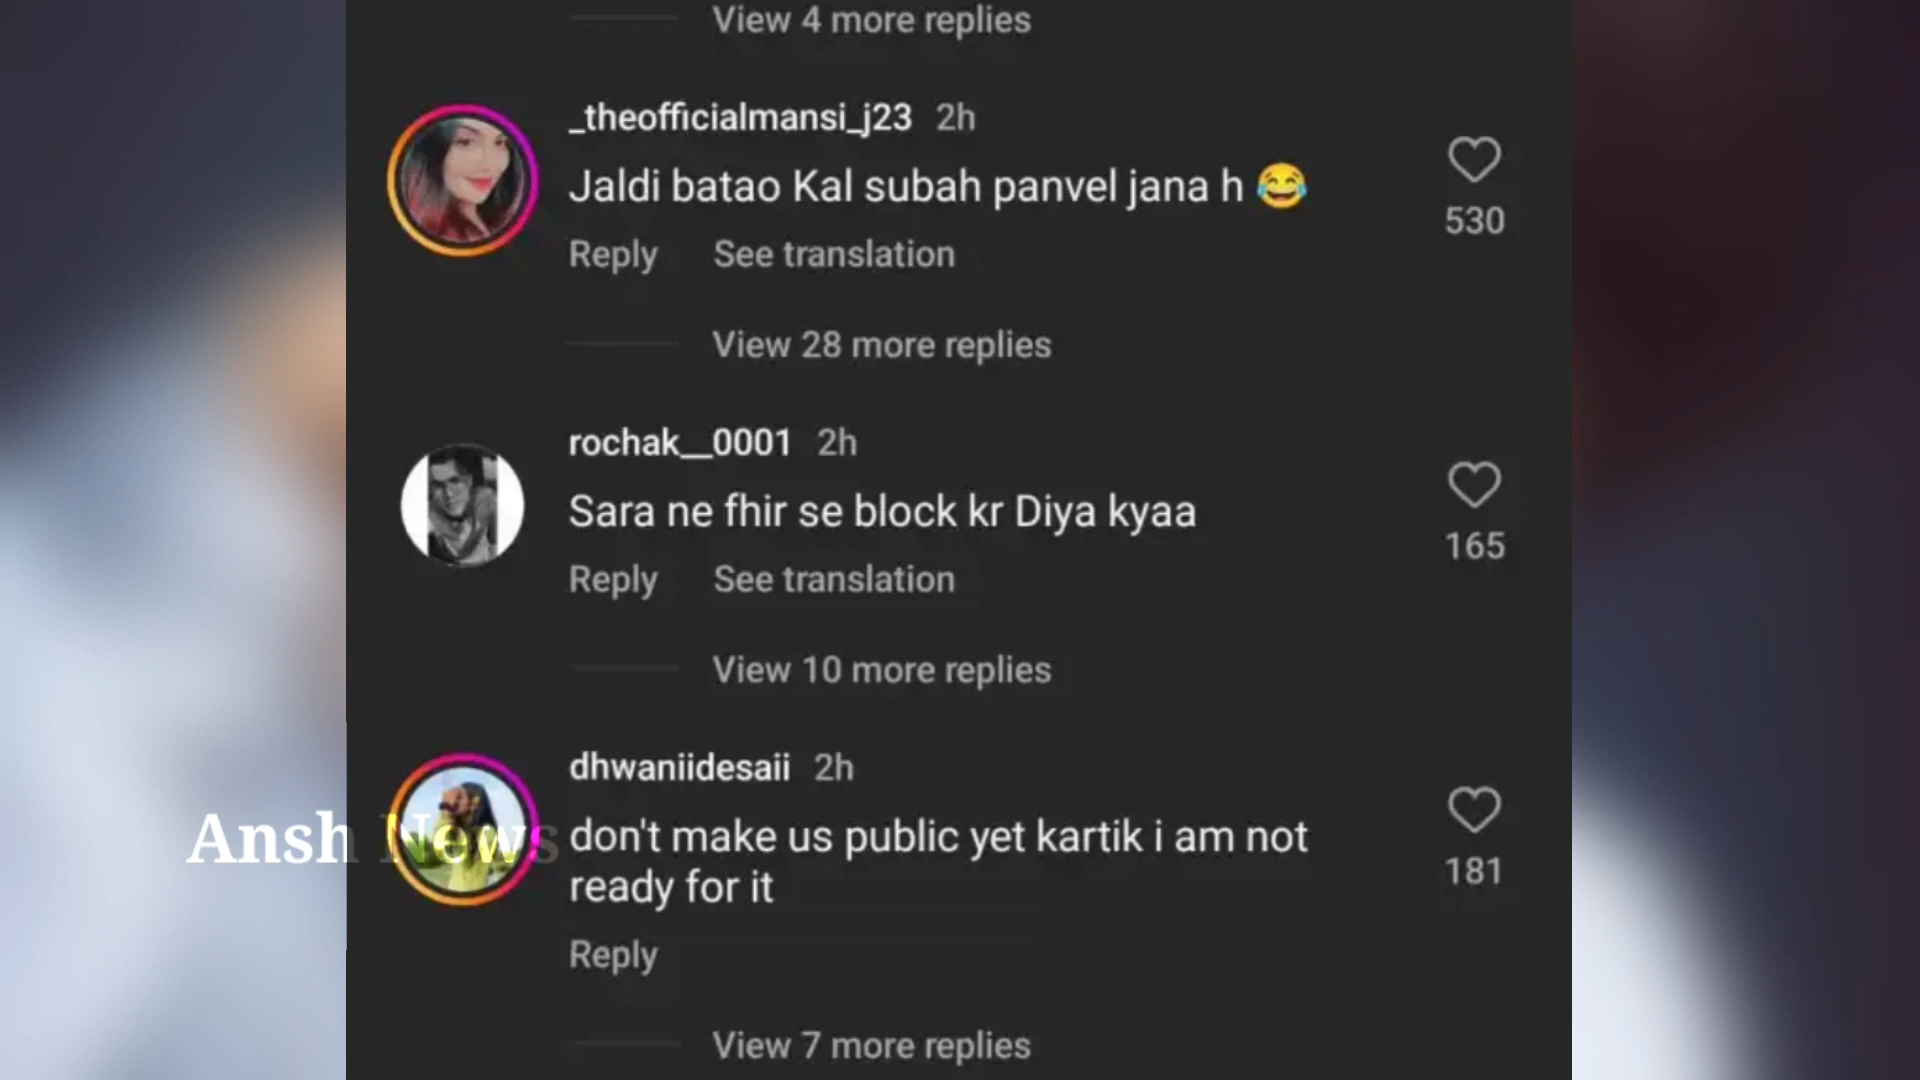 View 4 more replies
_theofficialmansi_j23 2h
Jaldi batao Kal subah panvel jana h 😂
530
Reply See translation
View 28 more replies
rochak__0001 2h
Sara ne fhir se block kr Diya kyaa
165
Reply See translation
View 10 more replies
dhwaniidesaii 2h
don't make us public yet kartik i am not
ready for it
181
Reply
View 7 more replies
Ansh News